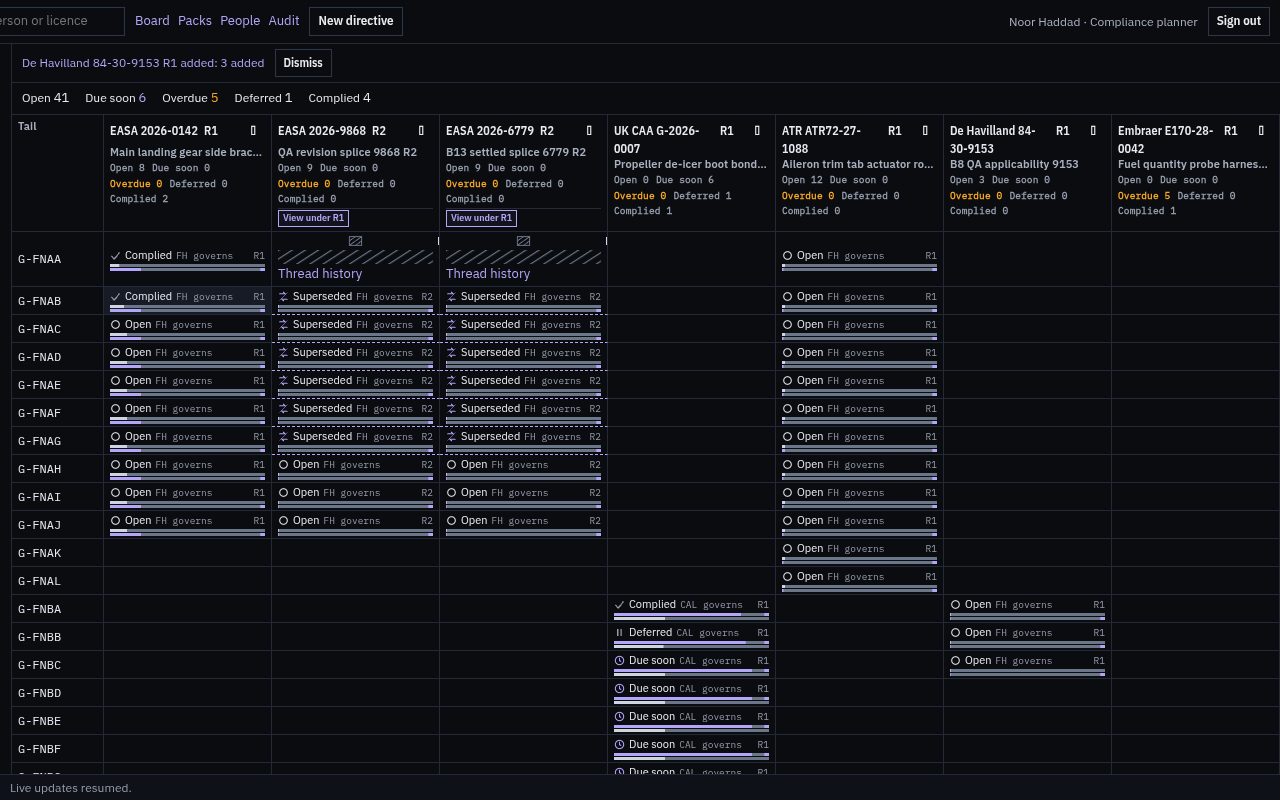 erson or licence Board Packs People Audit New directive Noor Haddad · Compliance planner Sign out
De Havilland 84-30-9153 R1 added: 3 added Dismiss
Open 41 Due soon 6 Overdue 5 Deferred 1 Complied 4
Tail
EASA 2026-0142 R1
Main landing gear side brac…
Open 8 Due soon 0
Overdue 0 Deferred 0
Complied 2
EASA 2026-9868 R2
QA revision splice 9868 R2
Open 9 Due soon 0
Overdue 0 Deferred 0
Complied 0
View under R1
EASA 2026-6779 R2
B13 settled splice 6779 R2
Open 9 Due soon 0
Overdue 0 Deferred 0
Complied 0
View under R1
UK CAA G-2026-0007 R1
Propeller de-icer boot bond…
Open 0 Due soon 6
Overdue 0 Deferred 1
Complied 1
ATR ATR72-27-1088 R1
Aileron trim tab actuator ro…
Open 12 Due soon 0
Overdue 0 Deferred 0
Complied 0
De Havilland 84-30-9153 R1
B8 QA applicability 9153
Open 3 Due soon 0
Overdue 0 Deferred 0
Complied 0
Embraer E170-28-0042 R1
Fuel quantity probe harnes…
Open 0 Due soon 0
Overdue 5 Deferred 0
Complied 1
G-FNAA Complied FH governs R1 Thread history Thread history Open FH governs R1
G-FNAB Complied FH governs R1 Superseded FH governs R2 Superseded FH governs R2 Open FH governs R1
G-FNAC Open FH governs R1 Superseded FH governs R2 Superseded FH governs R2 Open FH governs R1
G-FNAD Open FH governs R1 Superseded FH governs R2 Superseded FH governs R2 Open FH governs R1
G-FNAE Open FH governs R1 Superseded FH governs R2 Superseded FH governs R2 Open FH governs R1
G-FNAF Open FH governs R1 Superseded FH governs R2 Superseded FH governs R2 Open FH governs R1
G-FNAG Open FH governs R1 Superseded FH governs R2 Superseded FH governs R2 Open FH governs R1
G-FNAH Open FH governs R1 Open FH governs R2 Open FH governs R2 Open FH governs R1
G-FNAI Open FH governs R1 Open FH governs R2 Open FH governs R2 Open FH governs R1
G-FNAJ Open FH governs R1 Open FH governs R2 Open FH governs R2 Open FH governs R1
G-FNAK Open FH governs R1
G-FNAL Open FH governs R1
G-FNBA Complied CAL governs R1 Open FH governs R1
G-FNBB Deferred CAL governs R1 Open FH governs R1
G-FNBC Due soon CAL governs R1 Open FH governs R1
G-FNBD Due soon CAL governs R1
G-FNBE Due soon CAL governs R1
G-FNBF Due soon CAL governs R1
Due soon CAL governs R1
Live updates resumed.